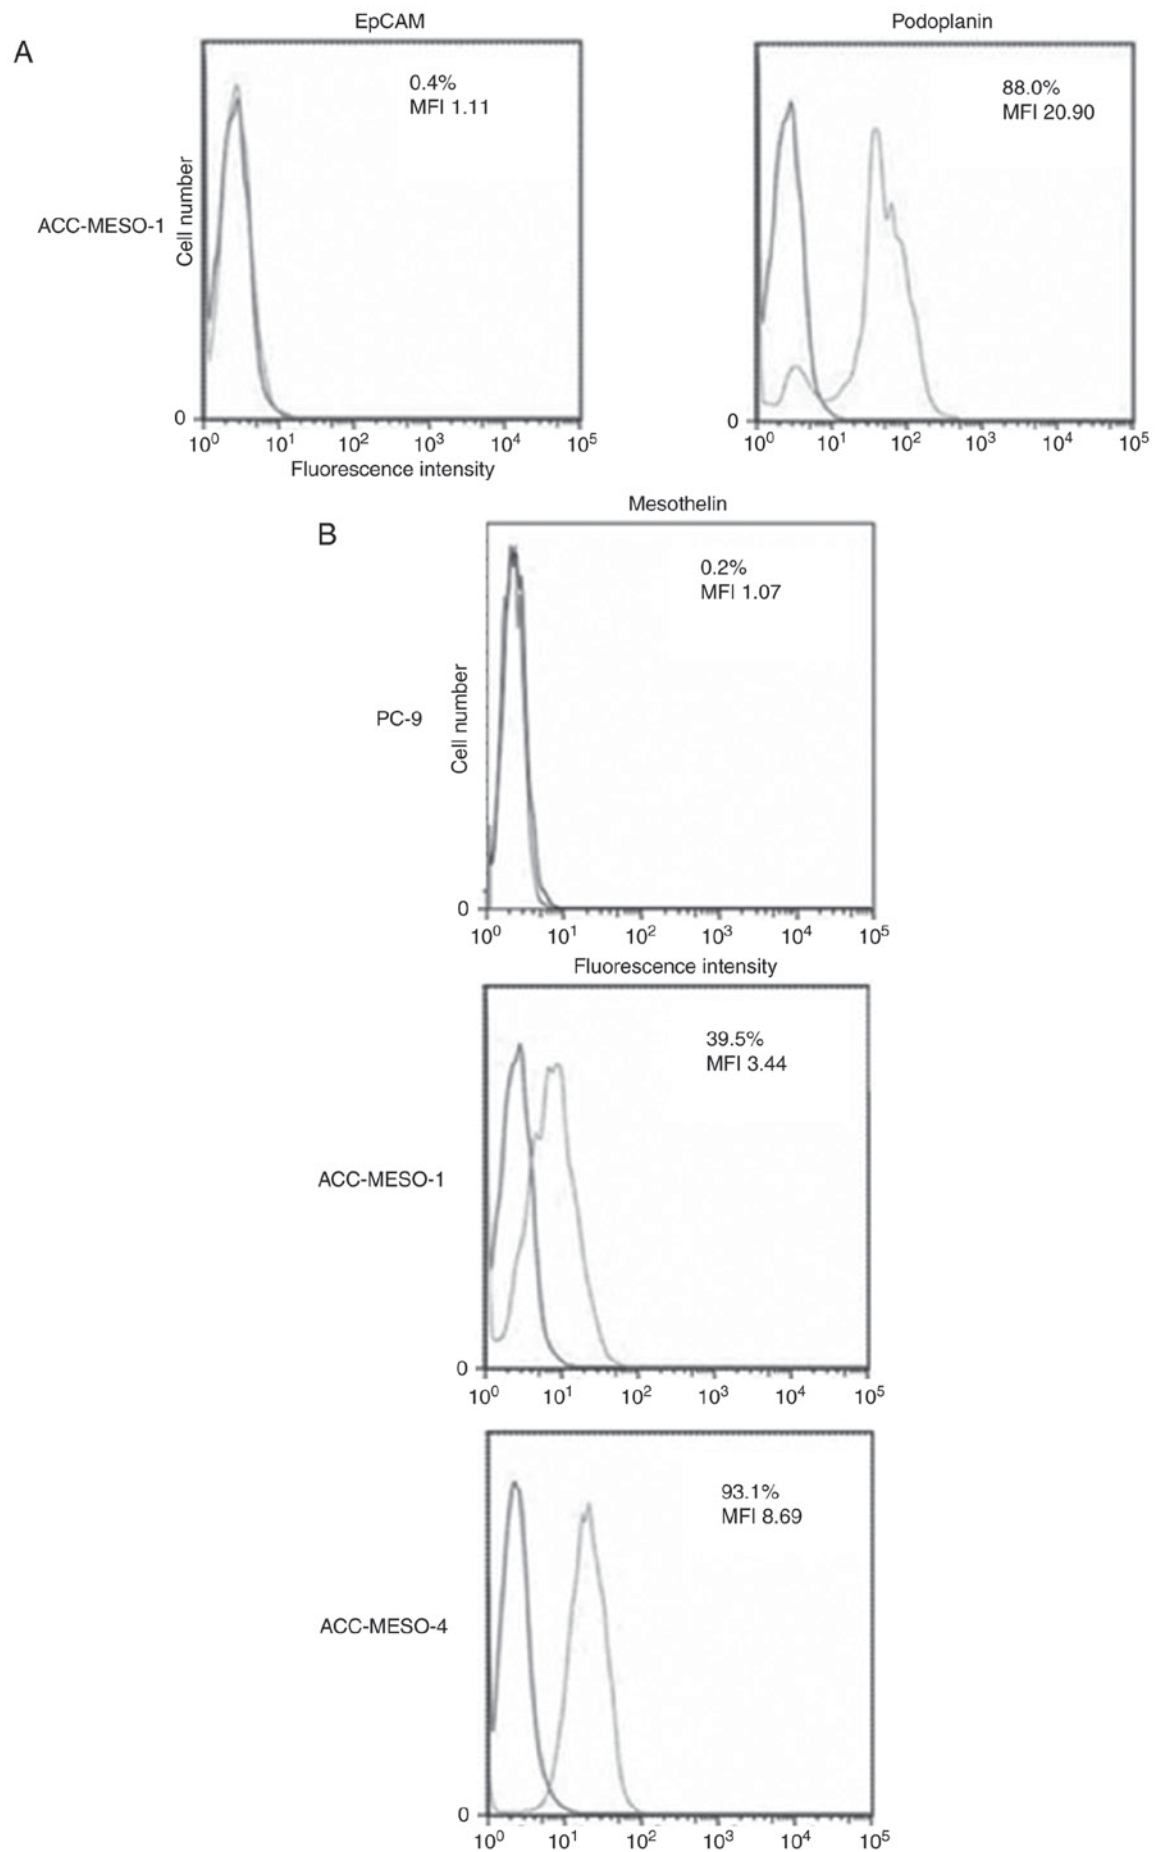 A
EpCAM
Podoplanin
0.4%
MFI 1.11
88.0%
MFI 20.90
ACC-MESO-1
Cell number
0
0
10⁰ 10¹ 10² 10³ 10⁴ 10⁵
10⁰ 10¹ 10² 10³ 10⁴ 10⁵
Fluorescence intensity
B
Mesothelin
0.2%
MFI 1.07
PC-9
Cell number
0
10⁰ 10¹ 10² 10³ 10⁴ 10⁵
Fluorescence intensity
39.5%
MFI 3.44
ACC-MESO-1
0
10⁰ 10¹ 10² 10³ 10⁴ 10⁵
93.1%
MFI 8.69
ACC-MESO-4
0
10⁰ 10¹ 10² 10³ 10⁴ 10⁵